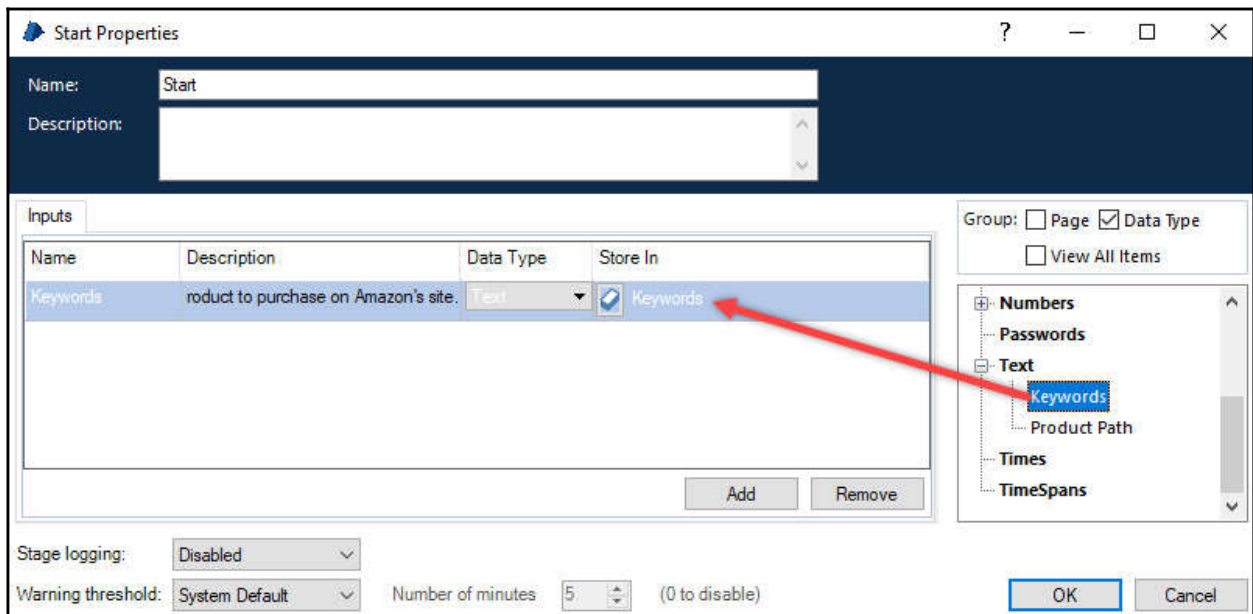 Start Properties
?
Name: Start
Description:
Inputs
Group: Page Data Type
View All Items
Name Description Data Type Store In
Keywords roduct to purchase on Amazon's site. Text Keywords
Numbers
Passwords
Text
Keywords
Product Path
Times
TimeSpans
Add Remove
Stage logging: Disabled
Warning threshold: System Default Number of minutes 5 (0 to disable)
OK Cancel